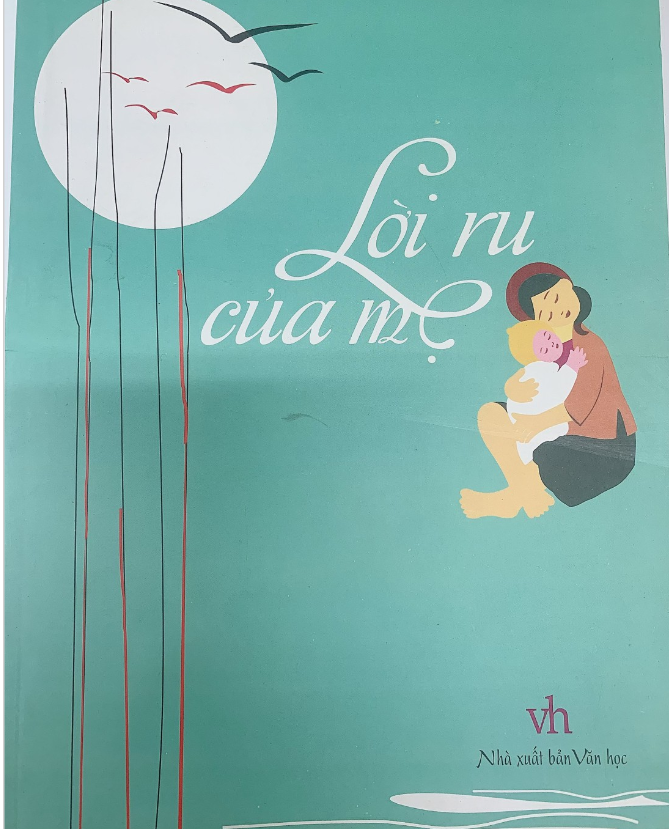 Lời ru
của mẹ
vh
Nhà xuất bản Văn học